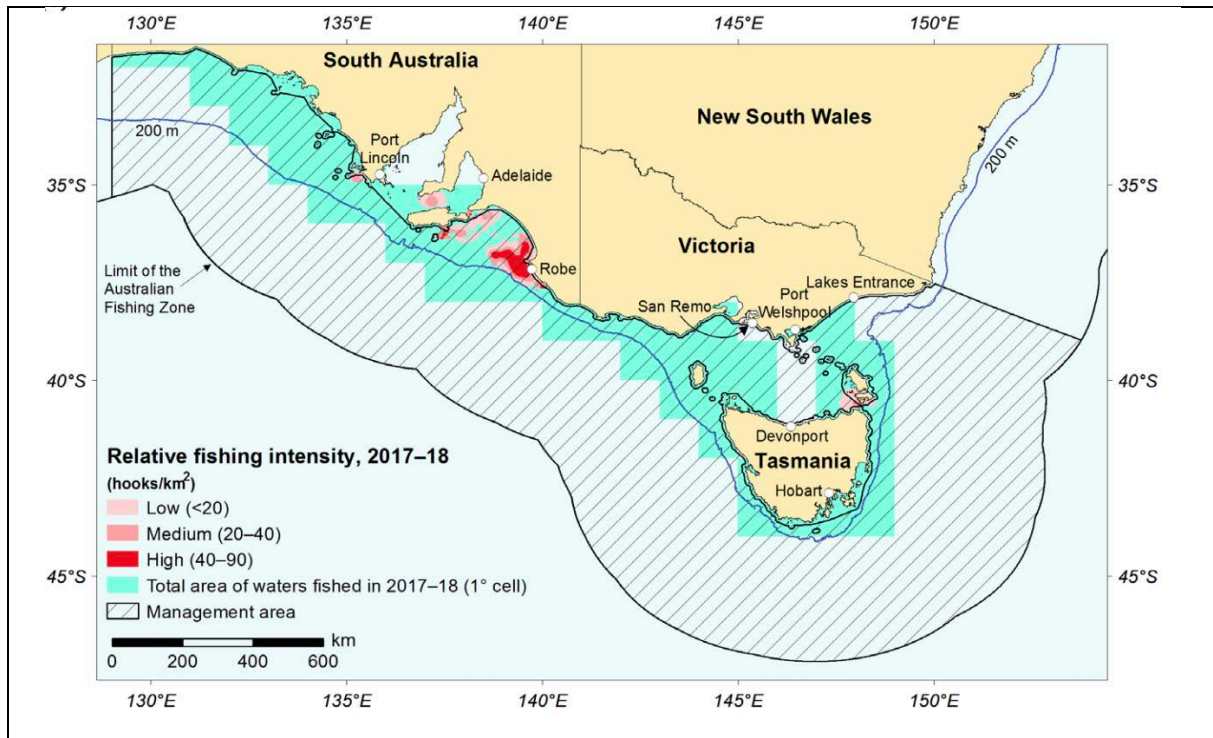 130°E 135°E 140°E 145°E 150°E
South Australia
New South Wales
200 m
Port
Lincoln
Adelaide
200 m
35°S 35°S
Victoria
Limit of the
Australian
Fishing Zone
Robe
Lakes Entrance
San Remo
Port
Welshpool
40°S 40°S
Devonport
Tasmania
Hobart
Relative fishing intensity, 2017–18
(hooks/km²)
Low (<20)
Medium (20–40)
High (40–90)
Total area of waters fished in 2017–18 (1° cell)
Management area
45°S 45°S
km
0 200 400 600
130°E 135°E 140°E 145°E 150°E